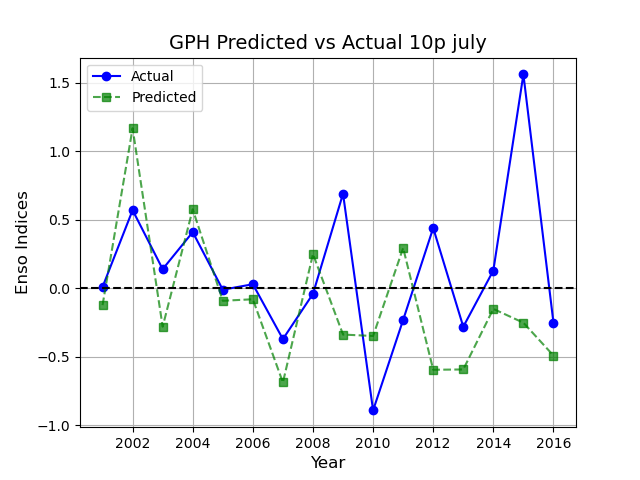 GPH Predicted vs Actual 10p july
Actual
Predicted
1.5
1.0
0.5
0.0
−0.5
−1.0
Enso Indices
2002 2004 2006 2008 2010 2012 2014 2016
Year